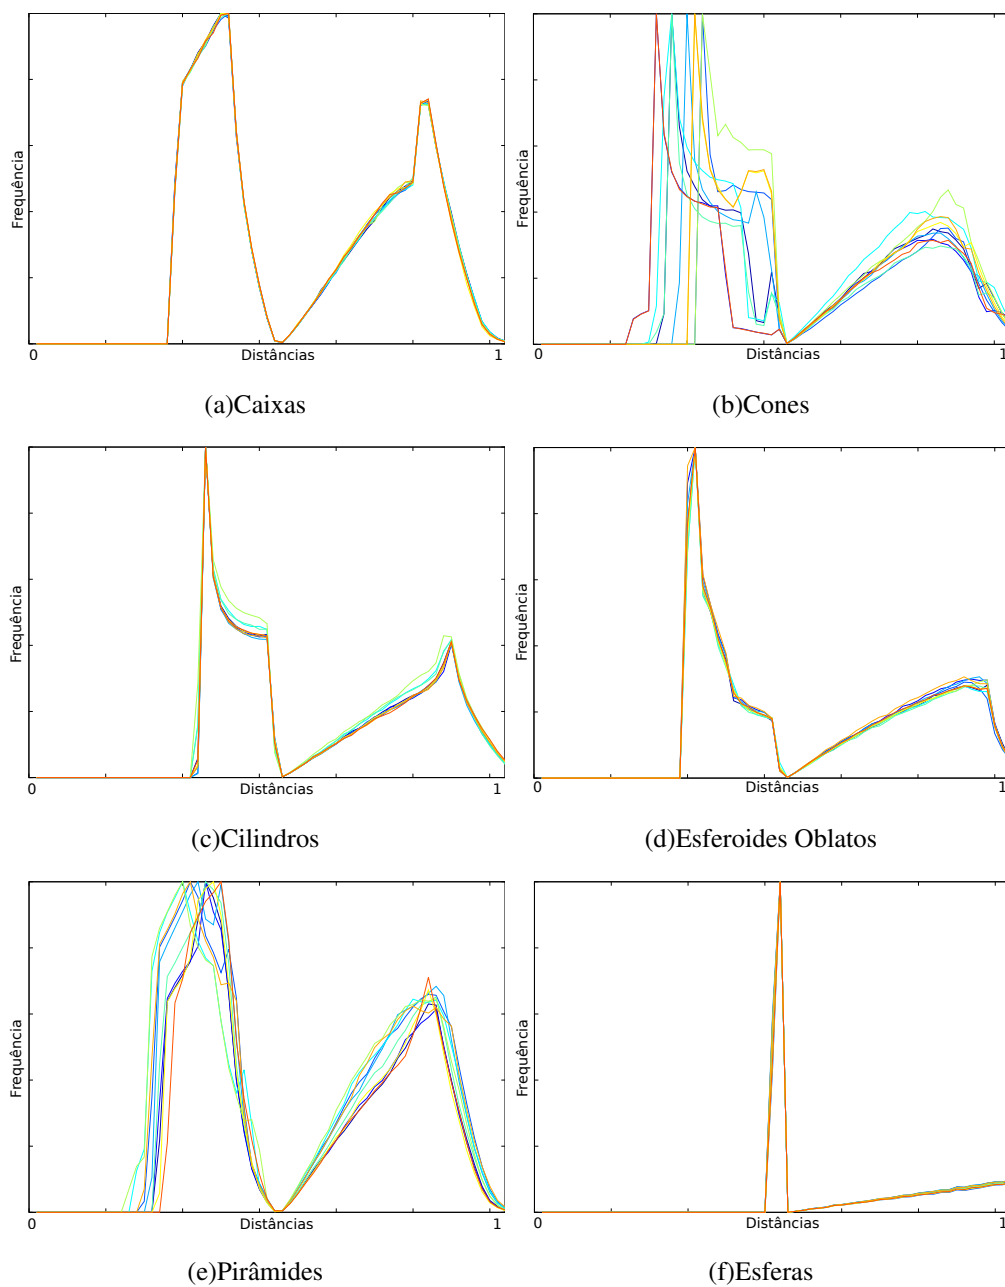 Frequência
0
Distâncias
1
(a)Caixas
Frequência
0
Distâncias
1
(b)Cones
Frequência
0
Distâncias
1
(c)Cilindros
Frequência
0
Distâncias
1
(d)Esferoides Oblatos
Frequência
0
Distâncias
1
(e)Pirâmides
Frequência
0
Distâncias
1
(f)Esferas